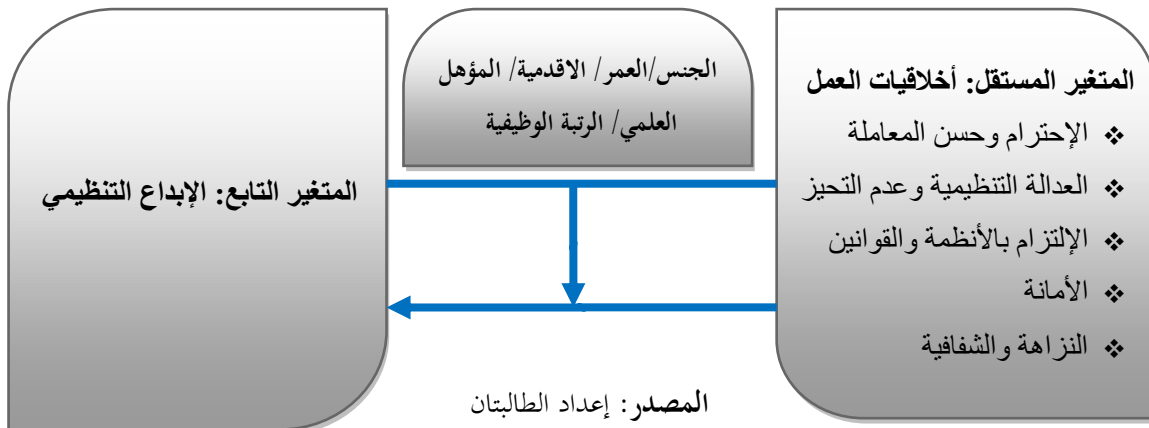 المتغير المستقل: أخلاقيات العمل
❖ الإحترام وحسن المعاملة
❖ العدالة التنظيمية وعدم التحيز
❖ الإلتزام بالأنظمة والقوانين
❖ الأمانة
❖ النزاهة والشفافية
الجنس/العمر/ الاقدمية/ المؤهل
العلمي/ الرتبة الوظيفية
المتغير التابع: الإبداع التنظيمي
المصدر: إعداد الطالبتان